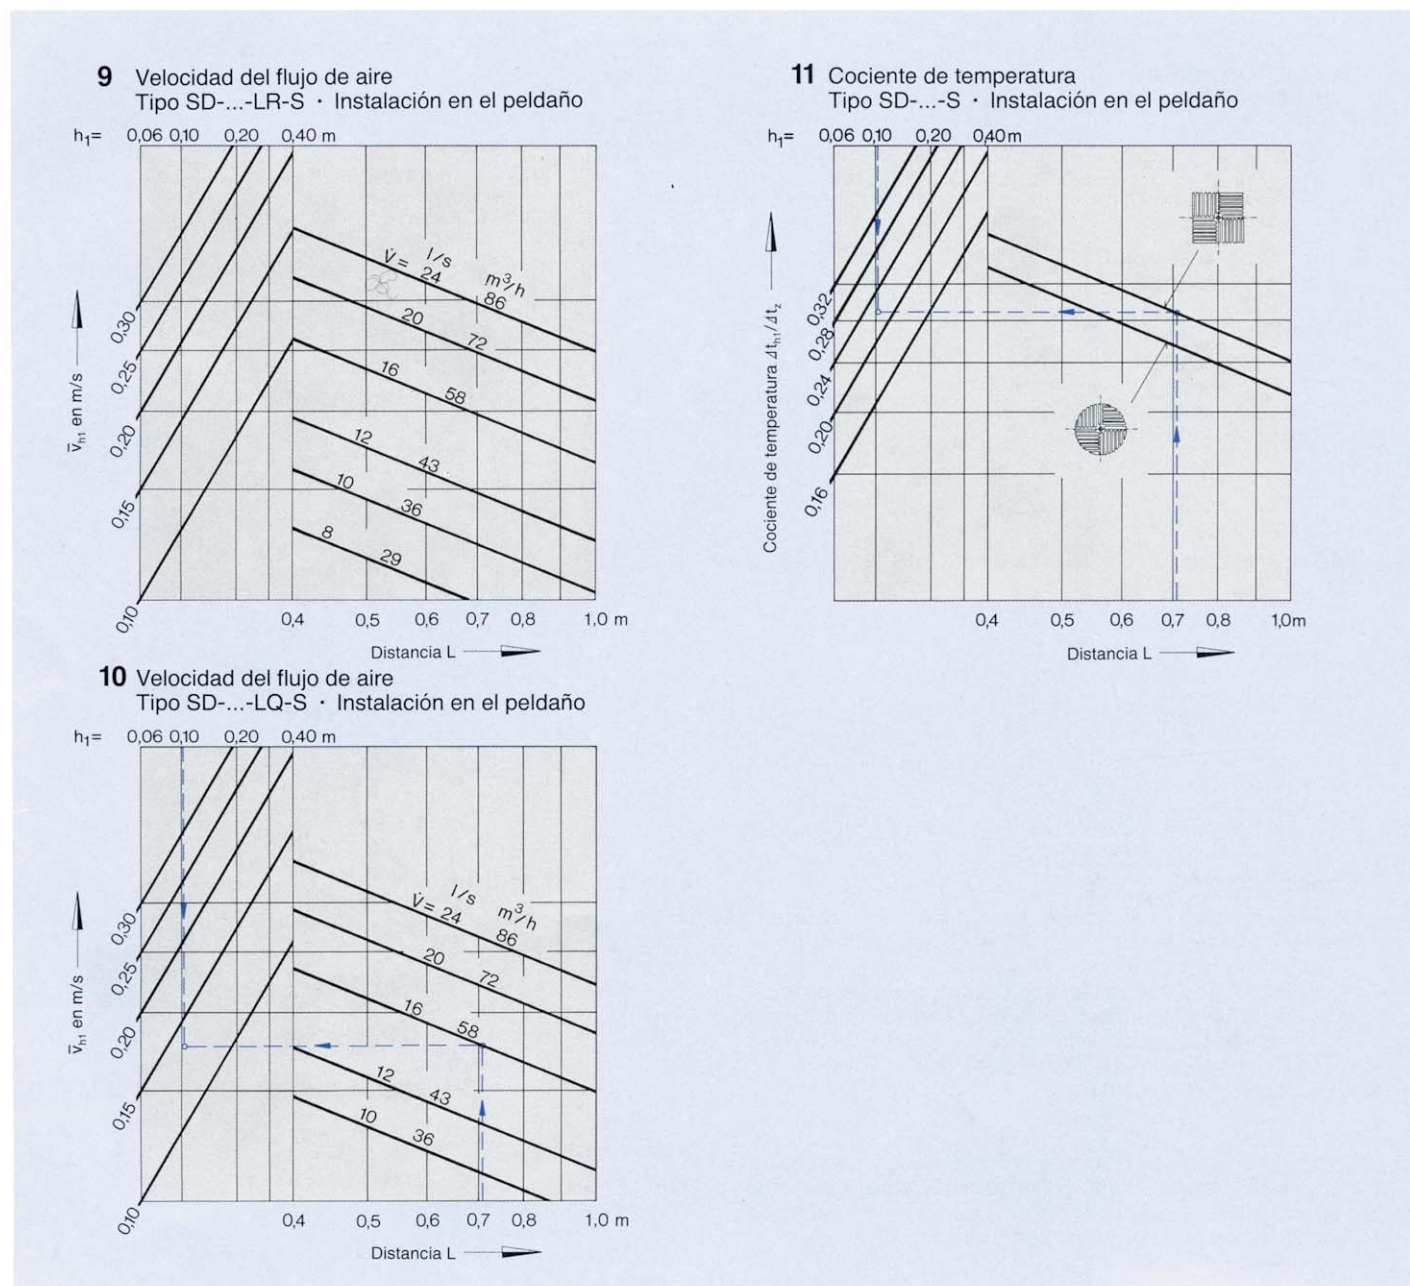 9 Velocidad del flujo de aire
Tipo SD-...-LR-S · Instalación en el peldaño
h₁= 0,06 0,10 0,20 0,40 m
V̇ = l/s m³/h
24 86
20 72
16 58
12 43
10 36
8 29
0,30
0,25
0,20
0,15
0,10
v̄h1 en m/s
0,4 0,5 0,6 0,7 0,8 1,0 m
Distancia L
10 Velocidad del flujo de aire
Tipo SD-...-LQ-S · Instalación en el peldaño
h₁= 0,06 0,10 0,20 0,40 m
V̇ = l/s m³/h
24 86
20 72
16 58
12 43
10 36
0,30
0,25
0,20
0,15
0,10
v̄h1 en m/s
0,4 0,5 0,6 0,7 0,8 1,0 m
Distancia L
11 Cociente de temperatura
Tipo SD-...-S · Instalación en el peldaño
h₁= 0,06 0,10 0,20 0,40 m
0,32
0,28
0,24
0,20
0,16
Cociente de temperatura Δth1/Δtz
0,4 0,5 0,6 0,7 0,8 1,0 m
Distancia L